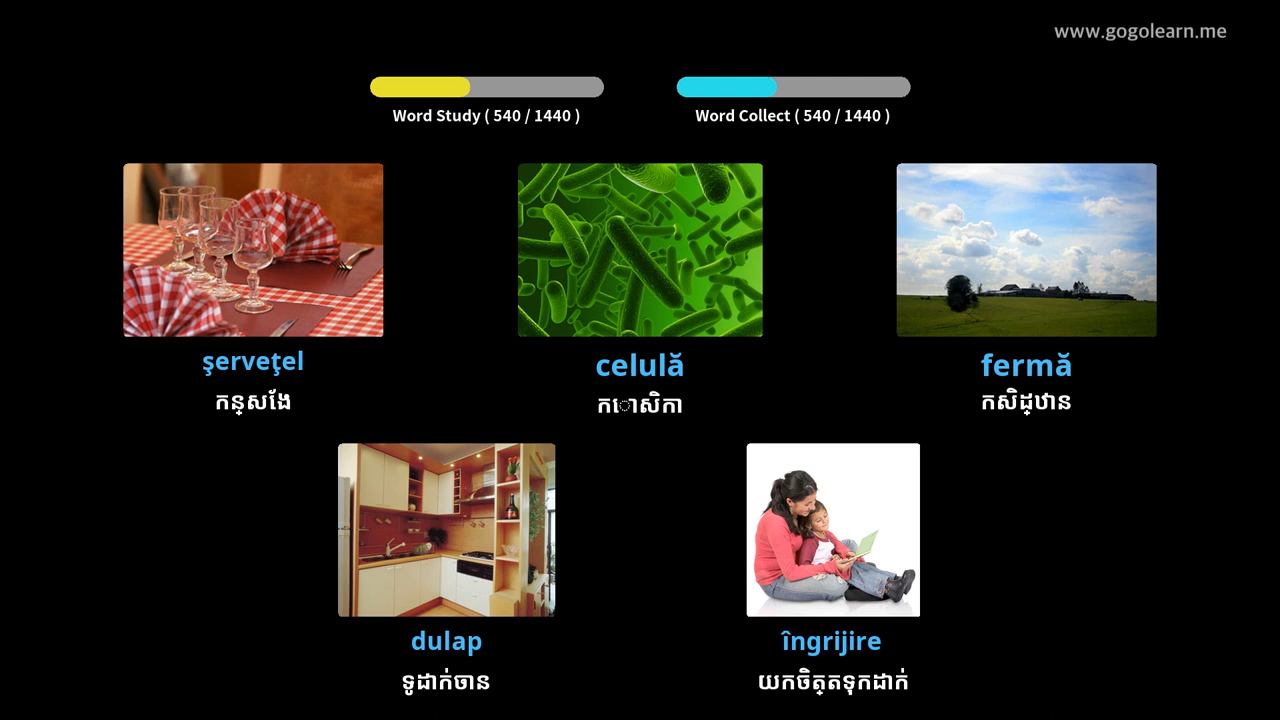 www.gogolearn.me
Word Study ( 540 / 1440 )
Word Collect ( 540 / 1440 )
şerveţel
celulă
fermă
កន្សែង
កោសិកា
កសិដ្ឋាន
dulap
îngrijire
ទូដាក់ចាន
យកចិត្តទុកដាក់